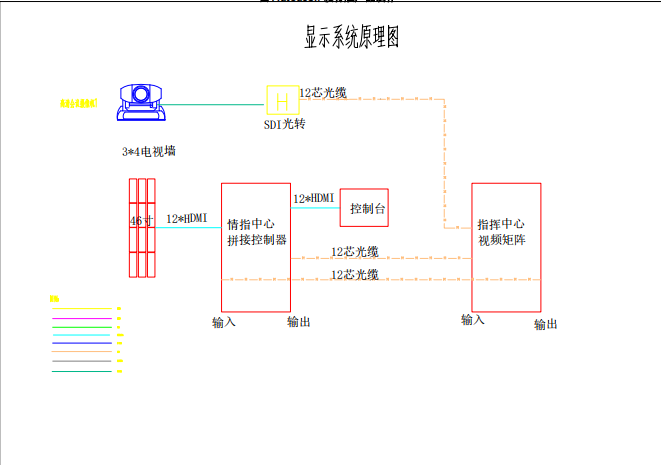 显示系统原理图
12芯光缆
SDI光转
3*4电视墙
46寸
12*HDMI
情指中心
拼接控制器
12*HDMI
控制台
12芯光缆
12芯光缆
指挥中心
视频矩阵
输入
输出
输入
输出